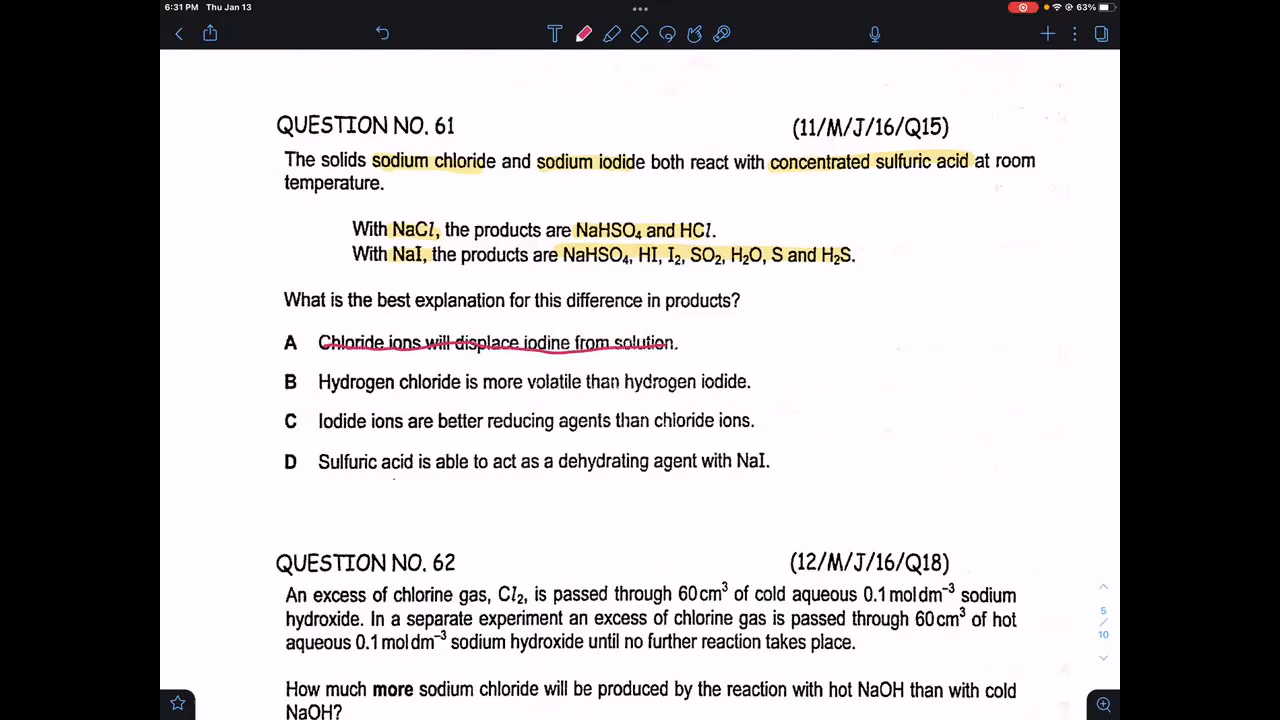 6:31 PM Thu Jan 13
63%
QUESTION NO. 61 (11/M/J/16/Q15)
The solids sodium chloride and sodium iodide both react with concentrated sulfuric acid at room
temperature.
With NaCl, the products are NaHSO₄ and HCl.
With NaI, the products are NaHSO₄, HI, I₂, SO₂, H₂O, S and H₂S.
What is the best explanation for this difference in products?
A Chloride ions will displace iodine from solution.
B Hydrogen chloride is more volatile than hydrogen iodide.
C Iodide ions are better reducing agents than chloride ions.
D Sulfuric acid is able to act as a dehydrating agent with NaI.
QUESTION NO. 62 (12/M/J/16/Q18)
An excess of chlorine gas, Cl₂, is passed through 60 cm³ of cold aqueous 0.1 mol dm⁻³ sodium
hydroxide. In a separate experiment an excess of chlorine gas is passed through 60 cm³ of hot
aqueous 0.1 mol dm⁻³ sodium hydroxide until no further reaction takes place.
How much more sodium chloride will be produced by the reaction with hot NaOH than with cold
NaOH?
5
/
10